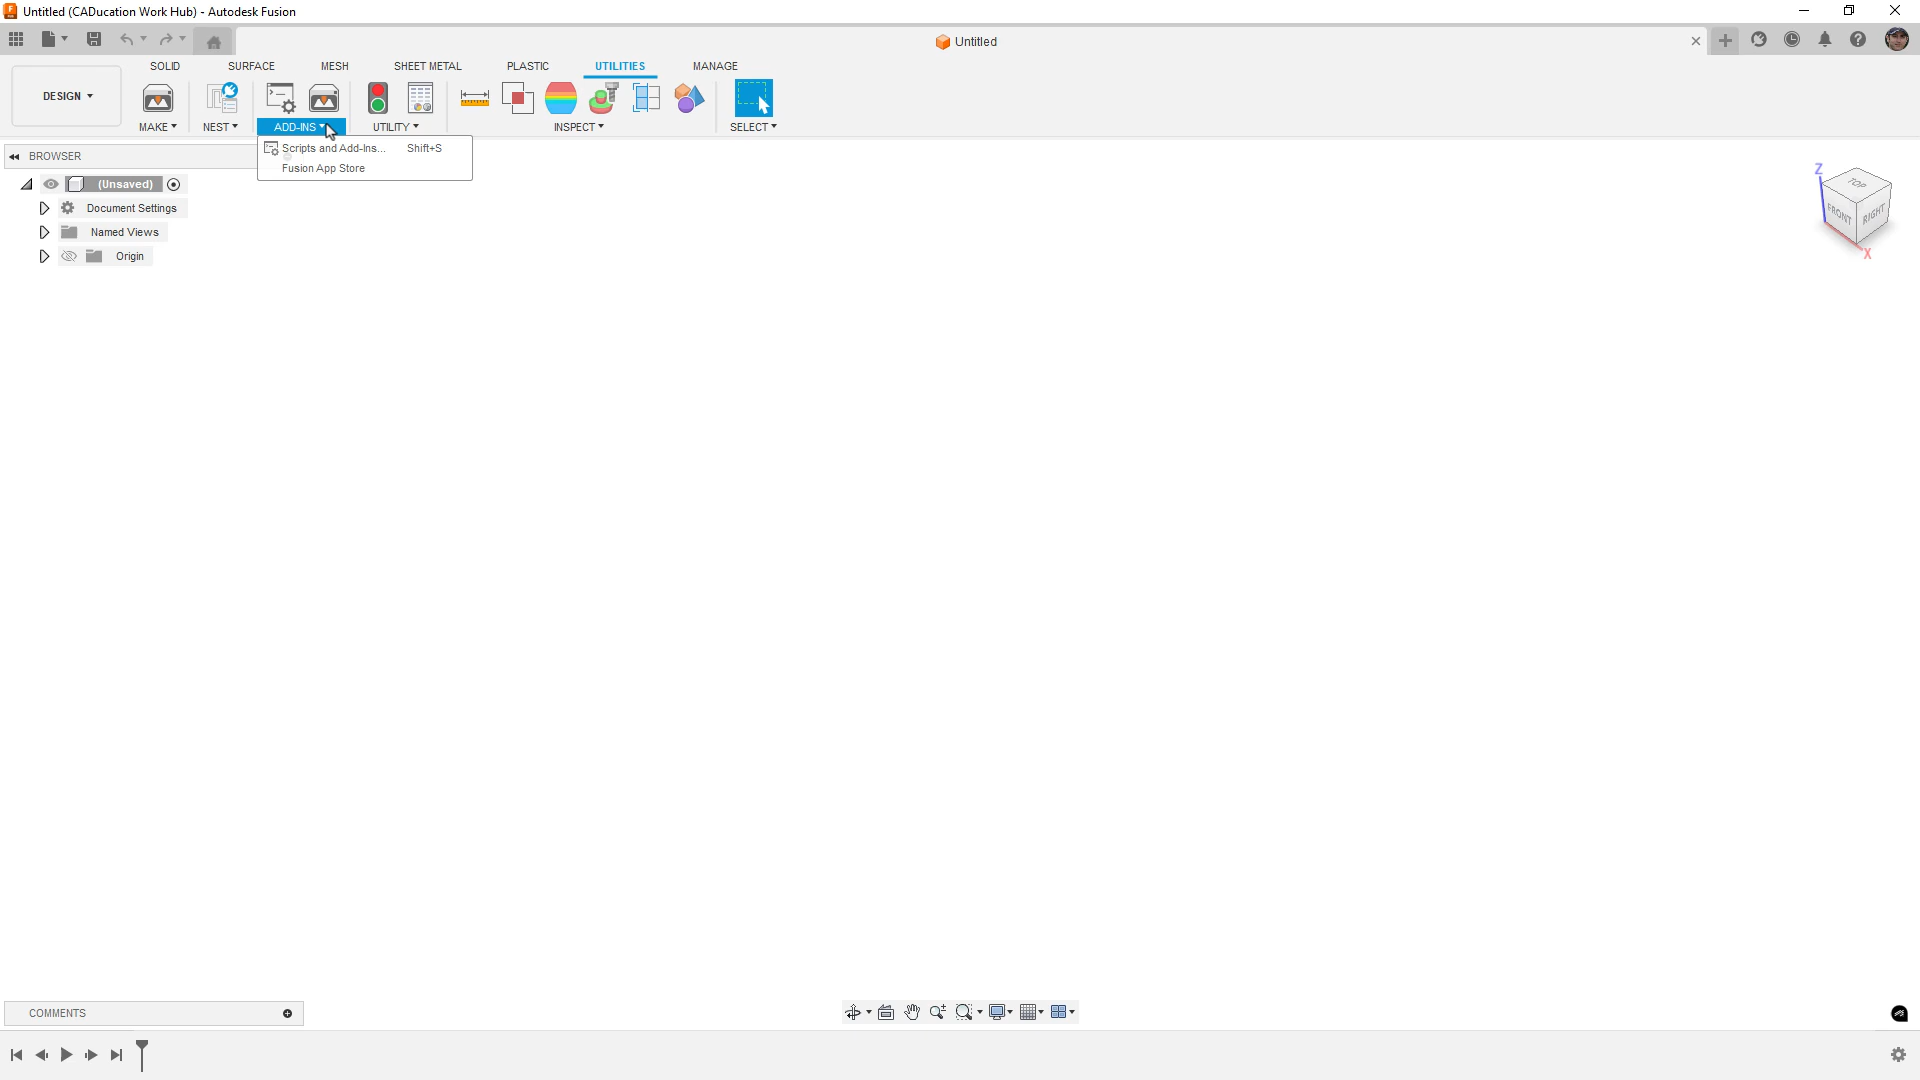 Untitled (CADucation Work Hub) - Autodesk Fusion
Untitled
SOLID SURFACE MESH SHEET METAL PLASTIC UTILITIES MANAGE
DESIGN
MAKE NEST ADD-INS UTILITY INSPECT SELECT
Scripts and Add-Ins... Shift+S
Fusion App Store
BROWSER
(Unsaved)
Document Settings
Named Views
Origin
Z
TOP
FRONT RIGHT
X
COMMENTS